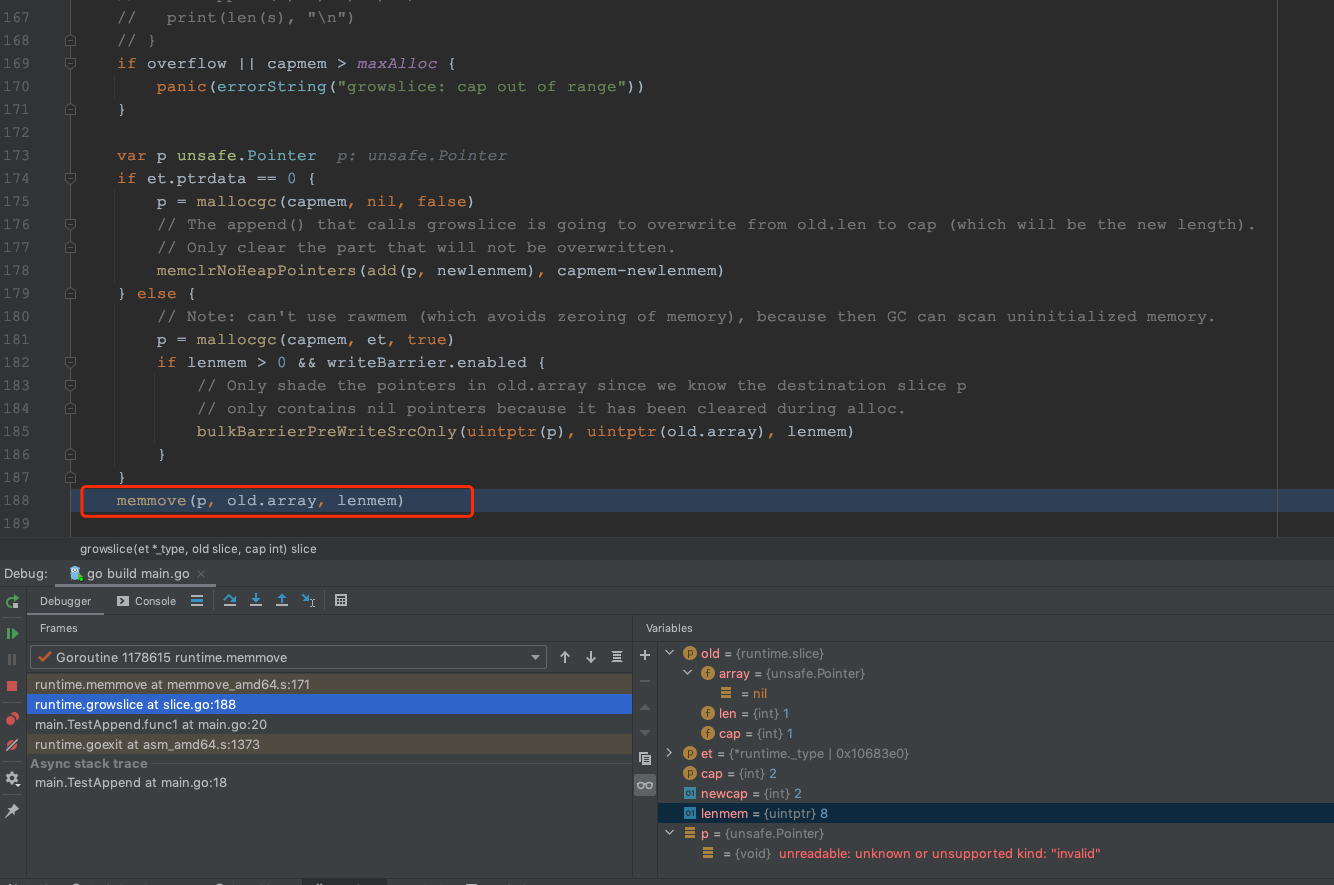 167 //   print(len(s), "\n")
168 // }
169 if overflow || capmem > maxAlloc {
170 panic(errorString("growslice: cap out of range"))
171 }
172
173 var p unsafe.Pointer  p: unsafe.Pointer
174 if et.ptrdata == 0 {
175 p = mallocgc(capmem, nil, false)
176 // The append() that calls growslice is going to overwrite from old.len to cap (which will be the new length).
177 // Only clear the part that will not be overwritten.
178 memclrNoHeapPointers(add(p, newlenmem), capmem-newlenmem)
179 } else {
180 // Note: can't use rawmem (which avoids zeroing of memory), because then GC can scan uninitialized memory.
181 p = mallocgc(capmem, et, true)
182 if lenmem > 0 && writeBarrier.enabled {
183 // Only shade the pointers in old.array since we know the destination slice p
184 // only contains nil pointers because it has been cleared during alloc.
185 bulkBarrierPreWriteSrcOnly(uintptr(p), uintptr(old.array), lenmem)
186 }
187 }
188 memmove(p, old.array, lenmem)
189
growslice(et *_type, old slice, cap int) slice
Debug: go build main.go
Debugger Console
Frames
Goroutine 1178615 runtime.memmove
runtime.memmove at memmove_amd64.s:171
runtime.growslice at slice.go:188
main.TestAppend.func1 at main.go:20
runtime.goexit at asm_amd64.s:1373
Async stack trace
main.TestAppend at main.go:18
Variables
old = {runtime.slice}
array = {unsafe.Pointer}
= nil
len = {int} 1
cap = {int} 1
et = {*runtime._type | 0x10683e0}
cap = {int} 2
newcap = {int} 2
lenmem = {uintptr} 8
p = {unsafe.Pointer}
= {void} unreadable: unknown or unsupported kind: "invalid"